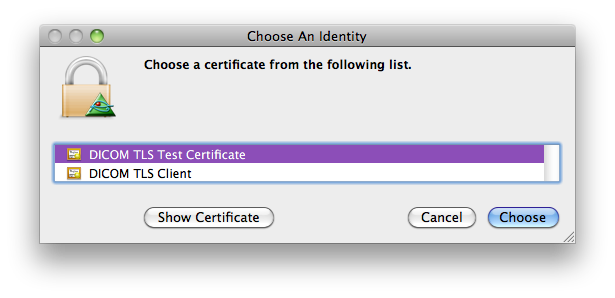 Choose An Identity
Choose a certificate from the following list.
DICOM TLS Test Certificate
DICOM TLS Client
Show Certificate
Cancel
Choose